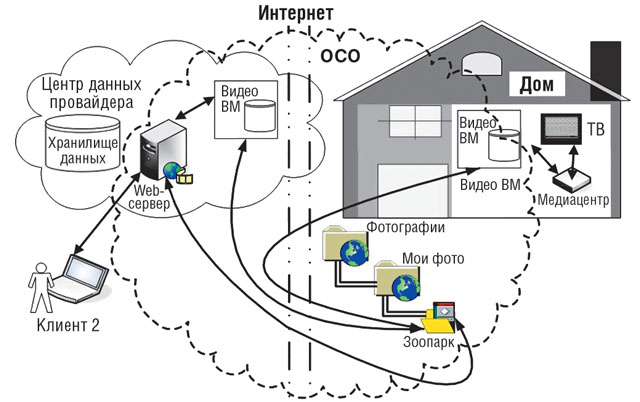 Интернет
ОСО
Центр данных
провайдера
Хранилище
данных
Видео
ВМ
Web-
сервер
Клиент 2
Дом
Видео
ВМ
Видео ВМ
ТВ
Медиацентр
Фотографии
Мои фото
Зоопарк